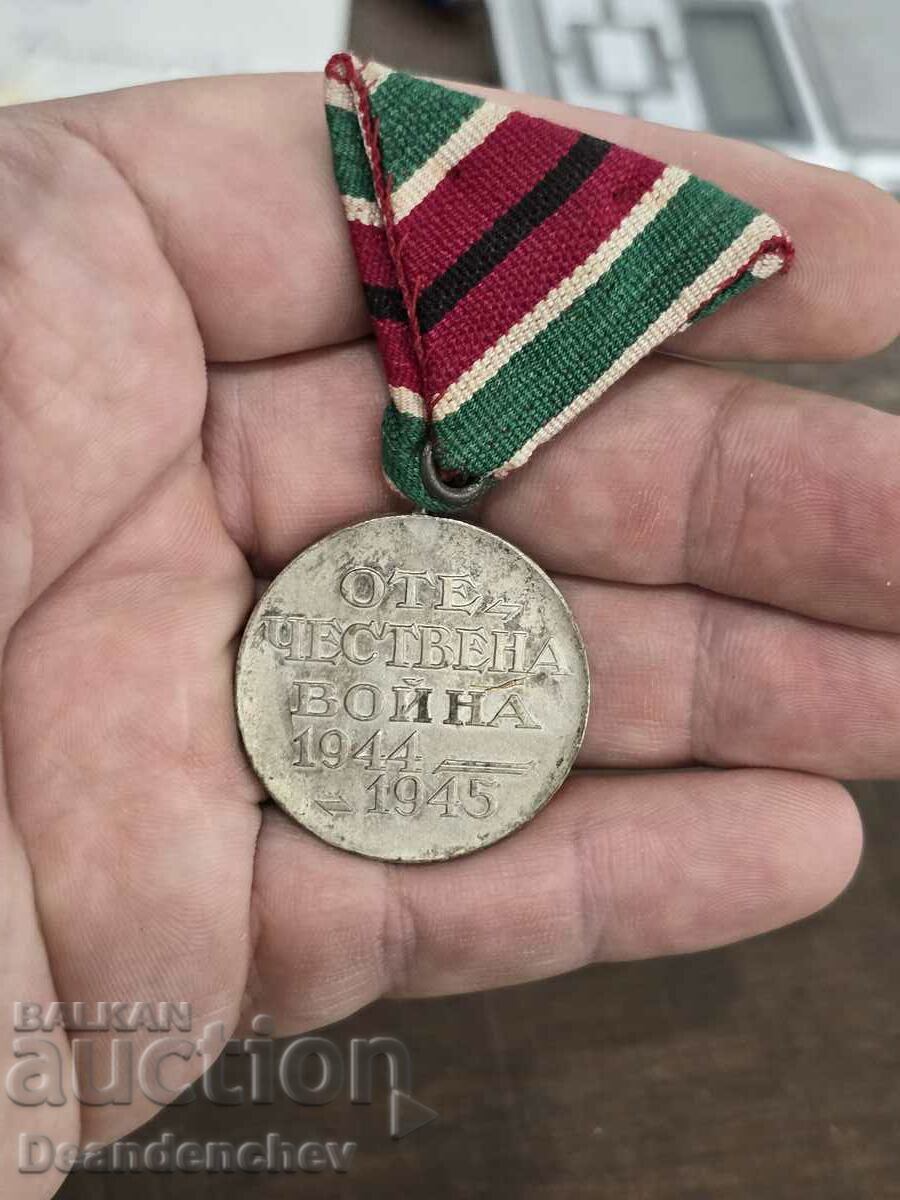 ОТЕ-
ЧЕСТВЕНА
ВОЙНА
1944
1945
BALKAN
auction
Deandenchev